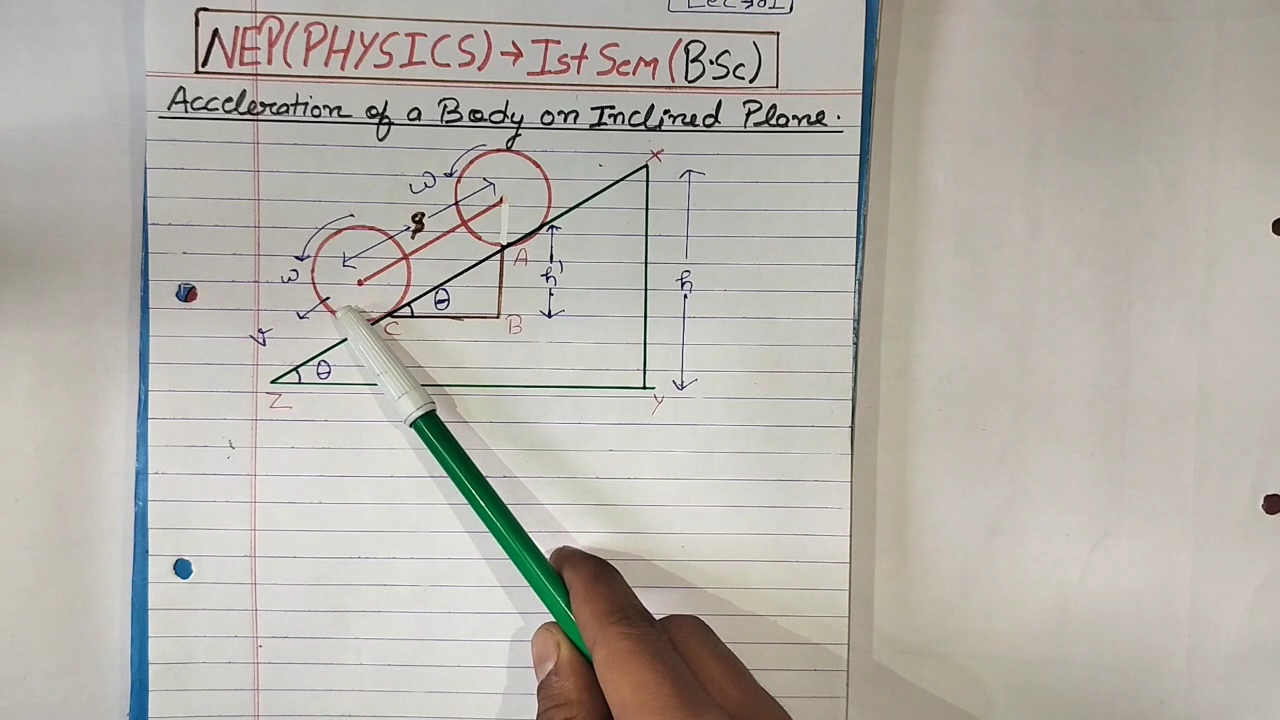 NEP(PHYSICS) → Ist Sem (B.Sc)
Acceleration of a Body on Inclined Plane.
X
ω
S
A
h'
ω
θ
h
C
B
v
θ
Z
Y